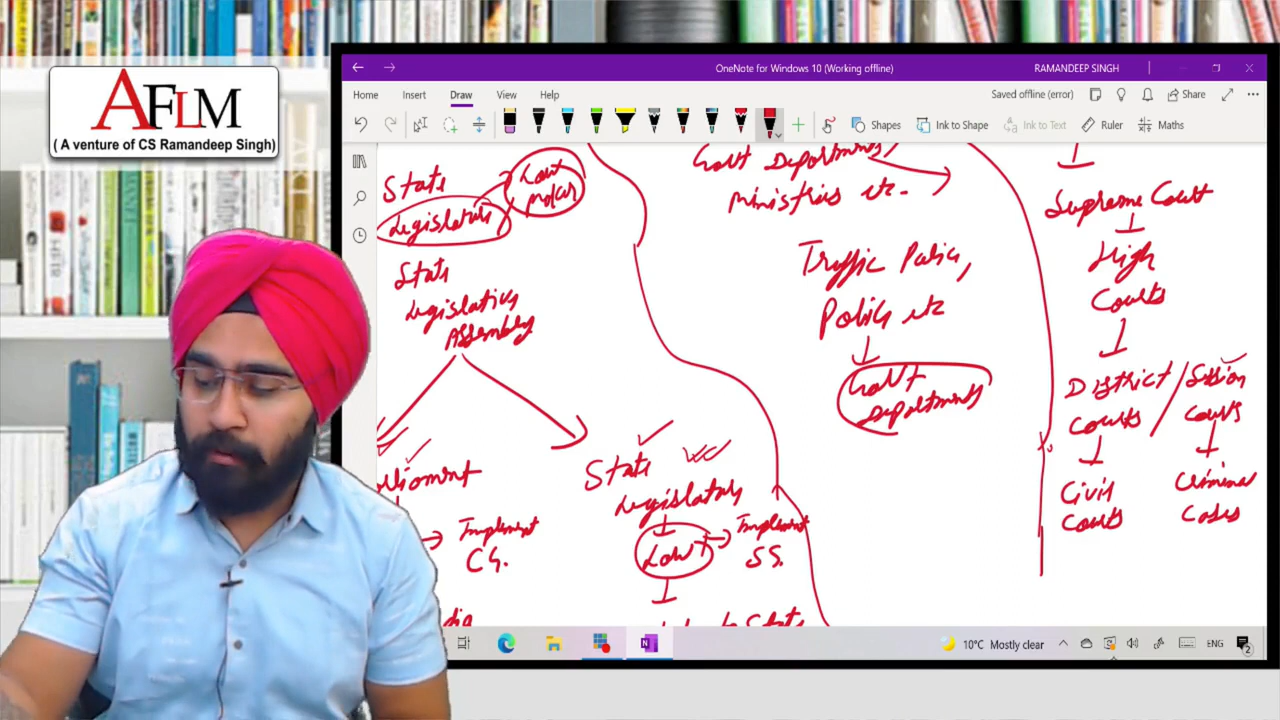 AFLM
( A venture of CS Ramandeep Singh)
OneNote for Windows 10 (Working offline)
RAMANDEEP SINGH
Home
Insert
Draw
View
Help
Saved offline (error)
Share
Shapes
Ink to Shape
Ink to Text
Ruler
Maths
State
Legislature
Law
makers
State
Legislative
Assembly
State
Legislatures
Law
Implement
SS.
Implement
CG.
Govt Departments,
Ministries etc.
Traffic Police,
Police etc
Govt
Departments
Supreme Court
High
Courts
District / Session
Courts
Courts
Civil
Courts
Criminal
Cases
10°C Mostly clear
ENG
2